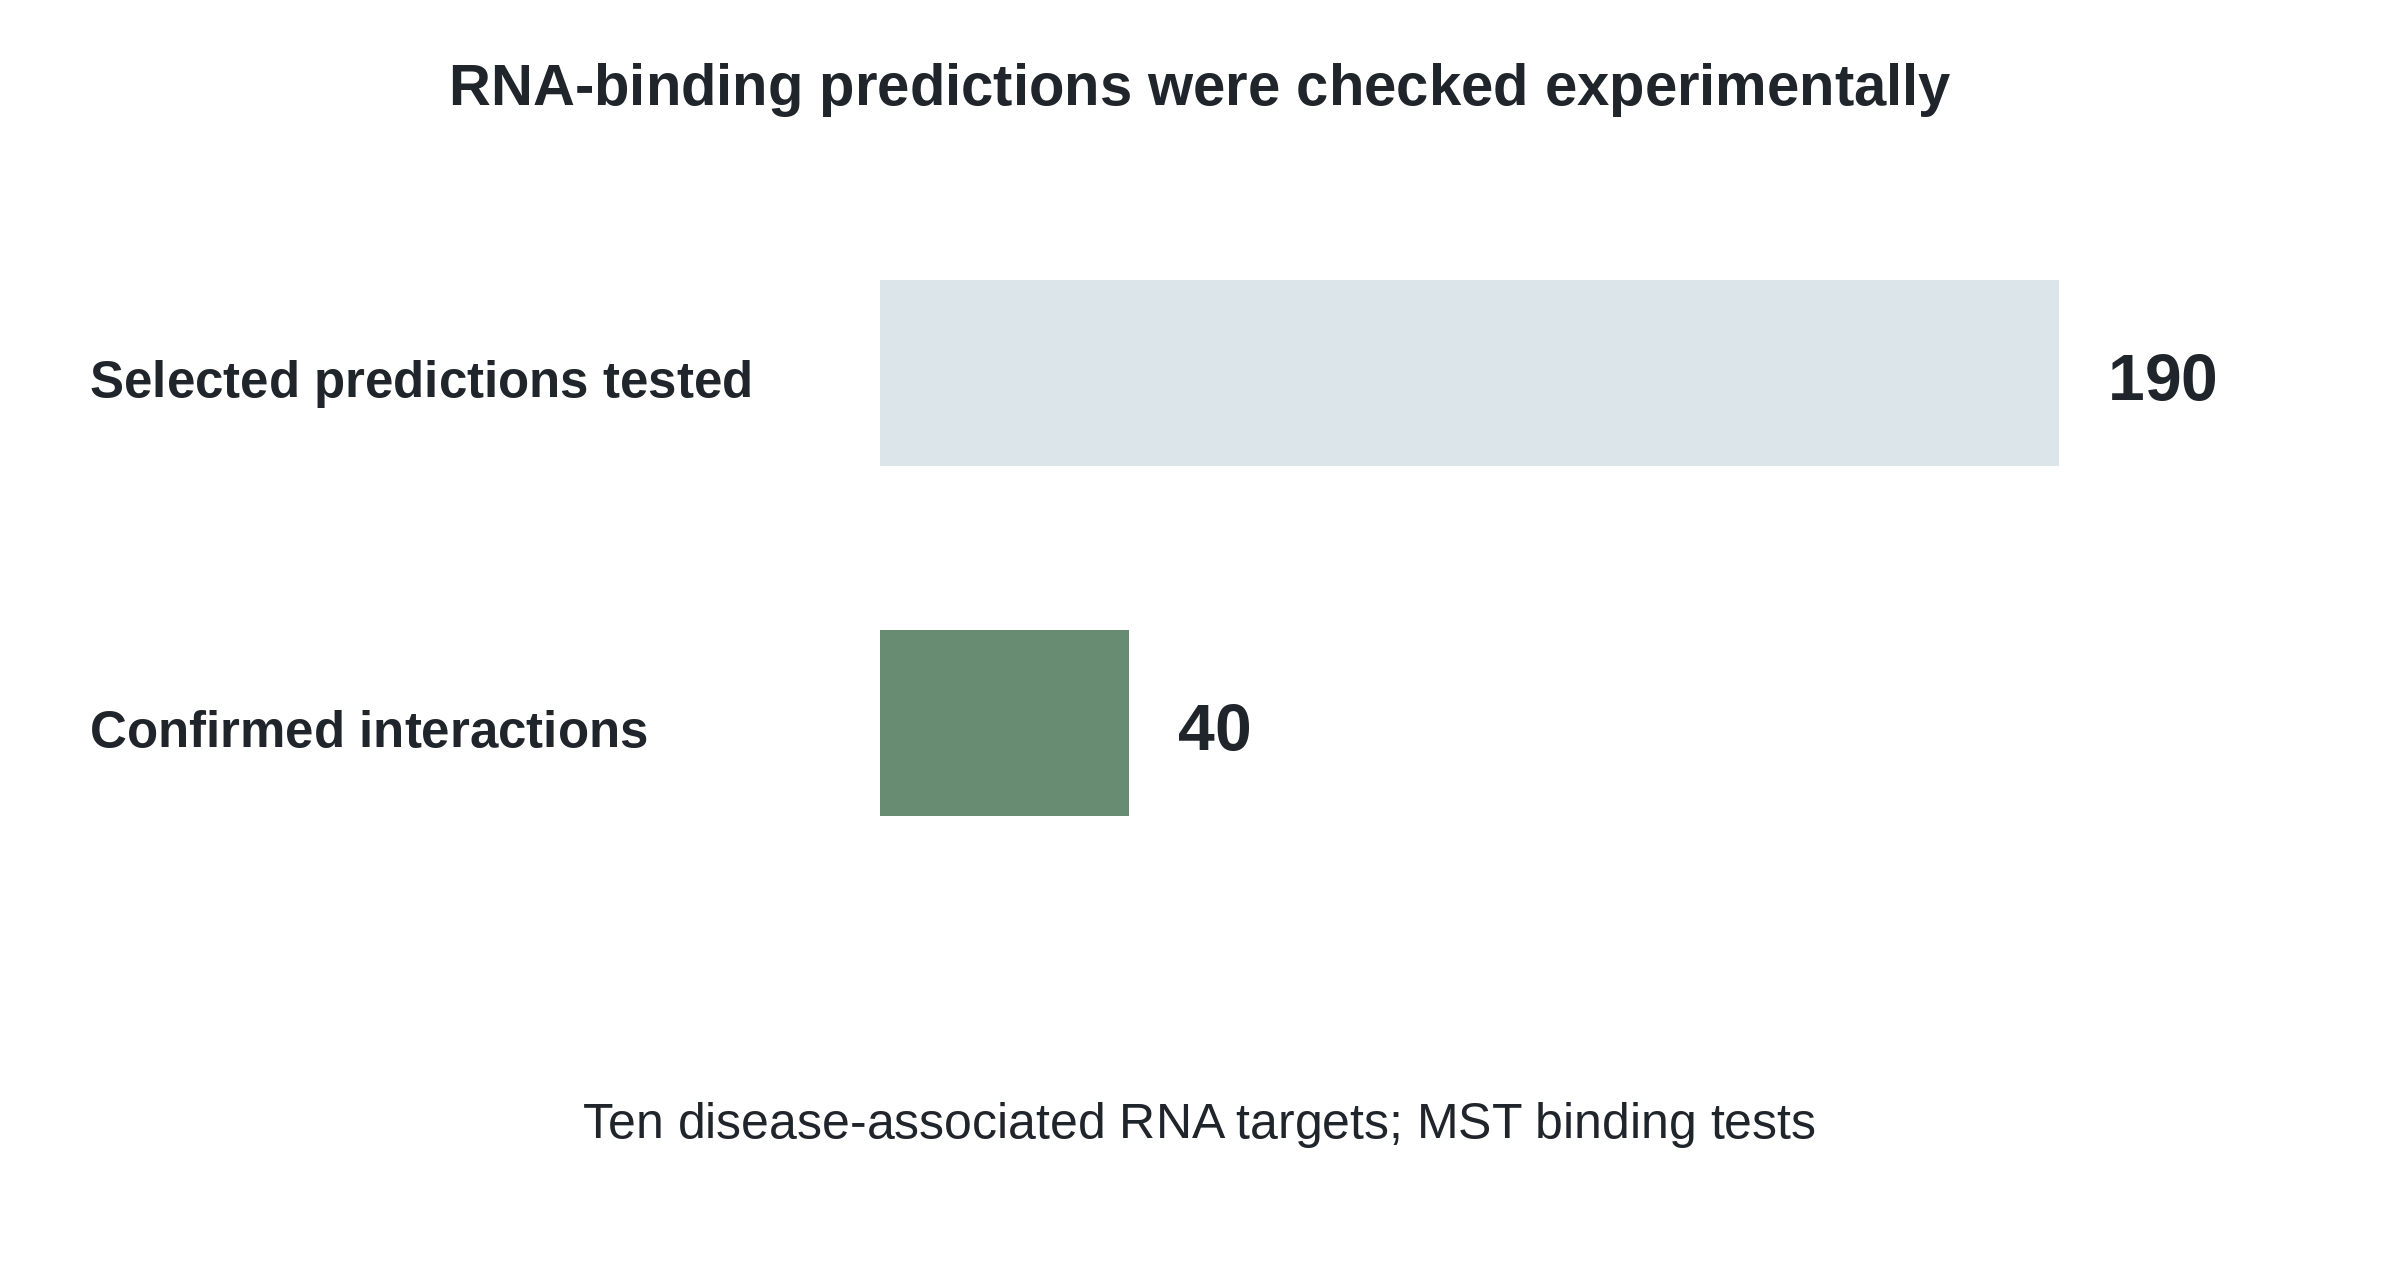 RNA-binding predictions were checked experimentally
Selected predictions tested
190
Confirmed interactions
40
Ten disease-associated RNA targets; MST binding tests